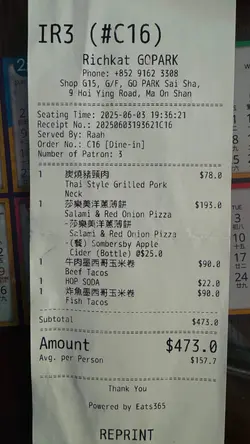 IR3 (#C16)
Richkat GOPARK
Phone: +852 9162 3308
Shop G15, G/F, GO PARK Sai Sha,
9 Hoi Ying Road, Ma On Shan
Seating Time: 2025-06-03 19:36:21
Receipt No.: 20250603193621C16
Served By: Raah
Order No.: C16 [Dine-in]
Number of Patron: 3
1 炭燒豬頸肉 $78.0
Thai Style Grilled Pork
Neck
1 莎樂美洋蔥薄餅 $193.0
Salami & Red Onion Pizza
-莎樂美洋蔥薄餅
Salami & Red Onion Pizza
-(餐) Sombersby Apple
Cider (Bottle) @$25.0
1 牛肉墨西哥玉米卷 $90.0
Beef Tacos
1 HOP SODA $22.0
1 炸魚墨西哥玉米卷 $90.0
Fish Tacos
Subtotal $473.0
Amount $473.0
Avg. per Person $157.7
Thank You
Powered by Eats365
REPRINT